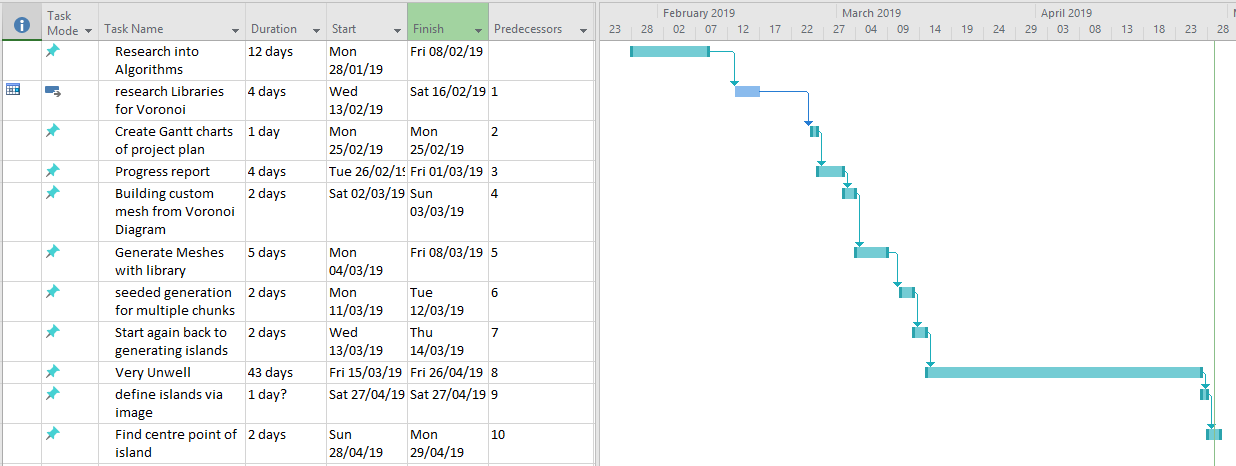 February 2019 March 2019 April 2019
Task Mode Task Name Duration Start Finish Predecessors
23 28 02 07 12 17 22 27 04 09 14 19 24 29 03 08 13 18 23 28
Research into Algorithms 12 days Mon 28/01/19 Fri 08/02/19
research Libraries for Voronoi 4 days Wed 13/02/19 Sat 16/02/19 1
Create Gantt charts of project plan 1 day Mon 25/02/19 Mon 25/02/19 2
Progress report 4 days Tue 26/02/19 Fri 01/03/19 3
Building custom mesh from Voronoi Diagram 2 days Sat 02/03/19 Sun 03/03/19 4
Generate Meshes with library 5 days Mon 04/03/19 Fri 08/03/19 5
seeded generation for multiple chunks 2 days Mon 11/03/19 Tue 12/03/19 6
Start again back to generating islands 2 days Wed 13/03/19 Thu 14/03/19 7
Very Unwell 43 days Fri 15/03/19 Fri 26/04/19 8
define islands via image 1 day? Sat 27/04/19 Sat 27/04/19 9
Find centre point of island 2 days Sun 28/04/19 Mon 29/04/19 10